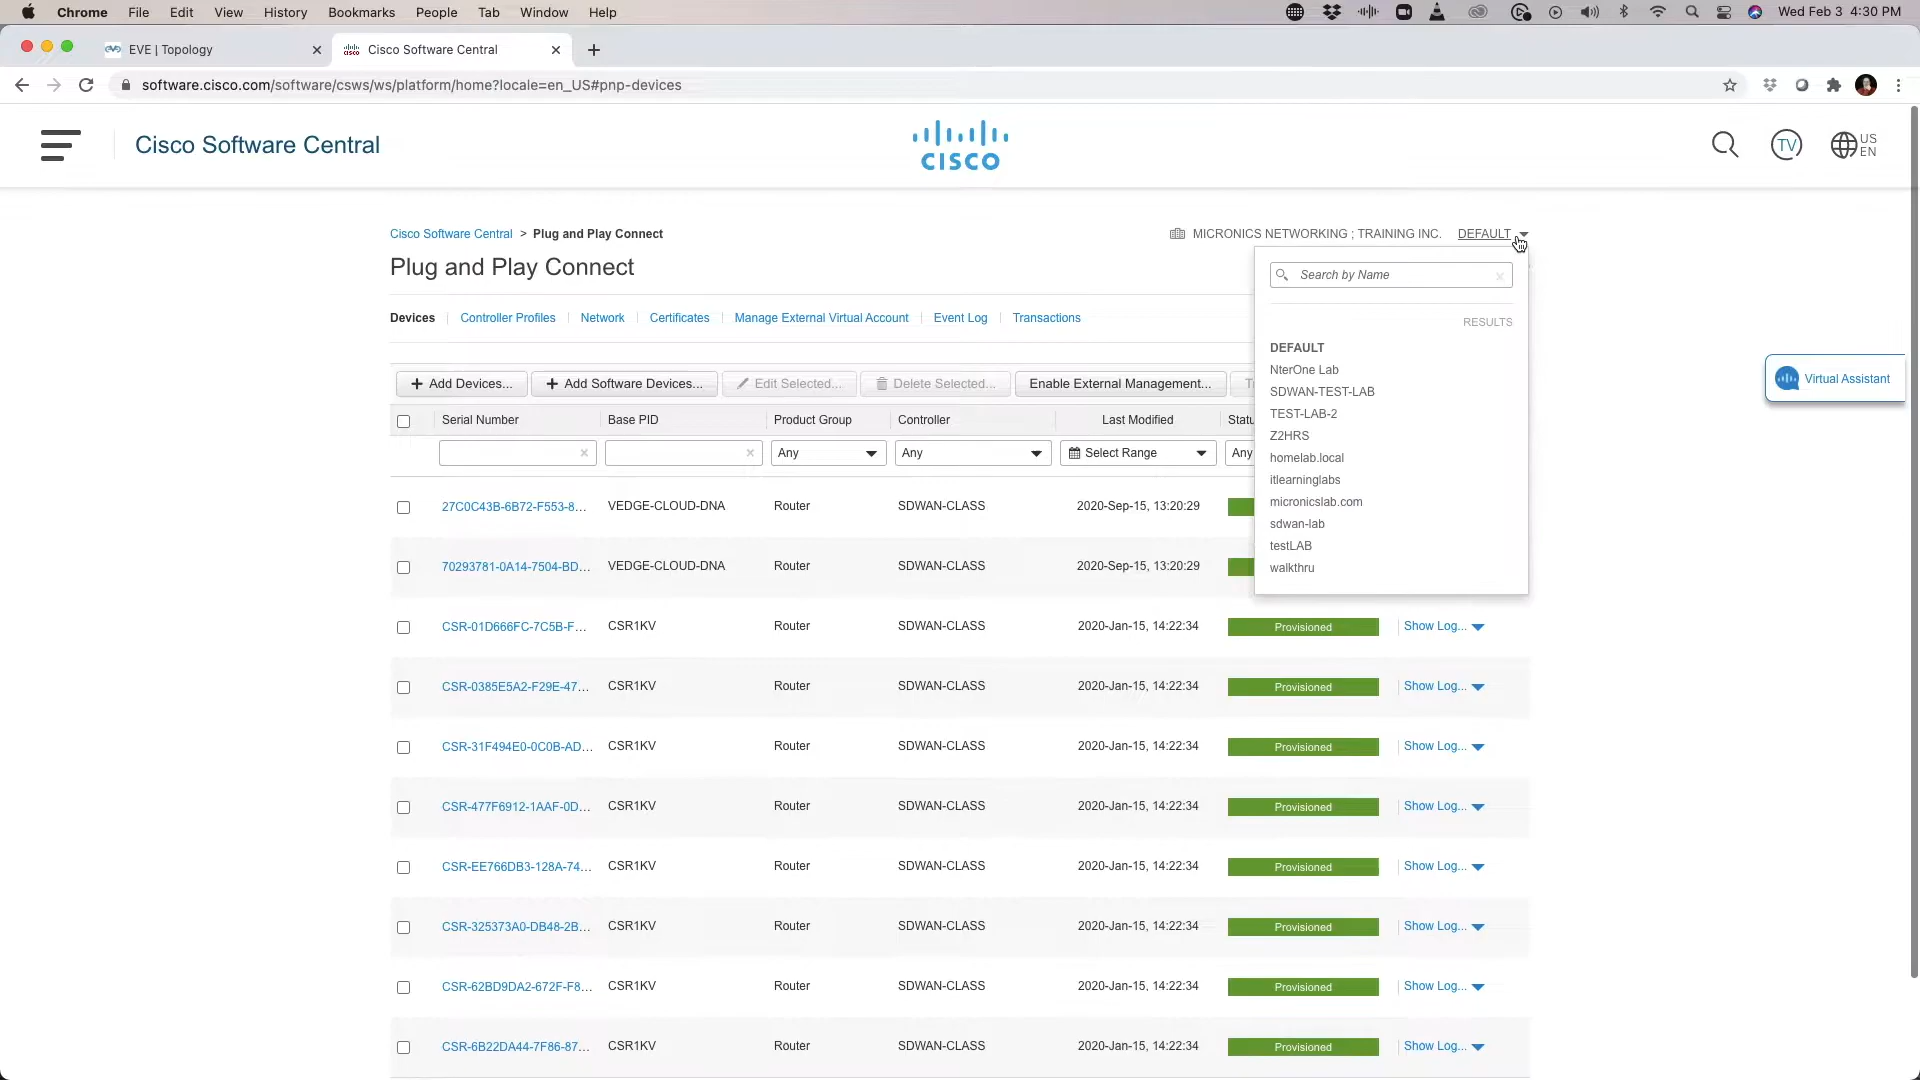 Chrome File Edit View History Bookmarks People Tab Window Help Wed Feb 3 4:30 PM
EVE | Topology Cisco Software Central
software.cisco.com/software/csws/ws/platform/home?locale=en_US#pnp-devices
Cisco Software Central
CISCO
TV
US
EN
Cisco Software Central > Plug and Play Connect
MICRONICS NETWORKING ; TRAINING INC. DEFAULT
Plug and Play Connect
Search by Name
RESULTS
DEFAULT
NterOne Lab
SDWAN-TEST-LAB
TEST-LAB-2
Z2HRS
homelab.local
itlearninglabs
micronicslab.com
sdwan-lab
testLAB
walkthru
Devices Controller Profiles Network Certificates Manage External Virtual Account Event Log Transactions
Virtual Assistant
Add Devices... Add Software Devices... Edit Selected... Delete Selected... Enable External Management...
Serial Number Base PID Product Group Controller Last Modified
Any Any Select Range Any
27C0C43B-6B72-F553-8... VEDGE-CLOUD-DNA Router SDWAN-CLASS 2020-Sep-15, 13:20:29
70293781-0A14-7504-BD... VEDGE-CLOUD-DNA Router SDWAN-CLASS 2020-Sep-15, 13:20:29
CSR-01D666FC-7C5B-F... CSR1KV Router SDWAN-CLASS 2020-Jan-15, 14:22:34 Provisioned Show Log...
CSR-0385E5A2-F29E-47... CSR1KV Router SDWAN-CLASS 2020-Jan-15, 14:22:34 Provisioned Show Log...
CSR-31F494E0-0C0B-AD... CSR1KV Router SDWAN-CLASS 2020-Jan-15, 14:22:34 Provisioned Show Log...
CSR-477F6912-1AAF-0D... CSR1KV Router SDWAN-CLASS 2020-Jan-15, 14:22:34 Provisioned Show Log...
CSR-EE766DB3-128A-74... CSR1KV Router SDWAN-CLASS 2020-Jan-15, 14:22:34 Provisioned Show Log...
CSR-325373A0-DB48-2B... CSR1KV Router SDWAN-CLASS 2020-Jan-15, 14:22:34 Provisioned Show Log...
CSR-62BD9DA2-672F-F8... CSR1KV Router SDWAN-CLASS 2020-Jan-15, 14:22:34 Provisioned Show Log...
CSR-6B22DA44-7F86-87... CSR1KV Router SDWAN-CLASS 2020-Jan-15, 14:22:34 Provisioned Show Log...